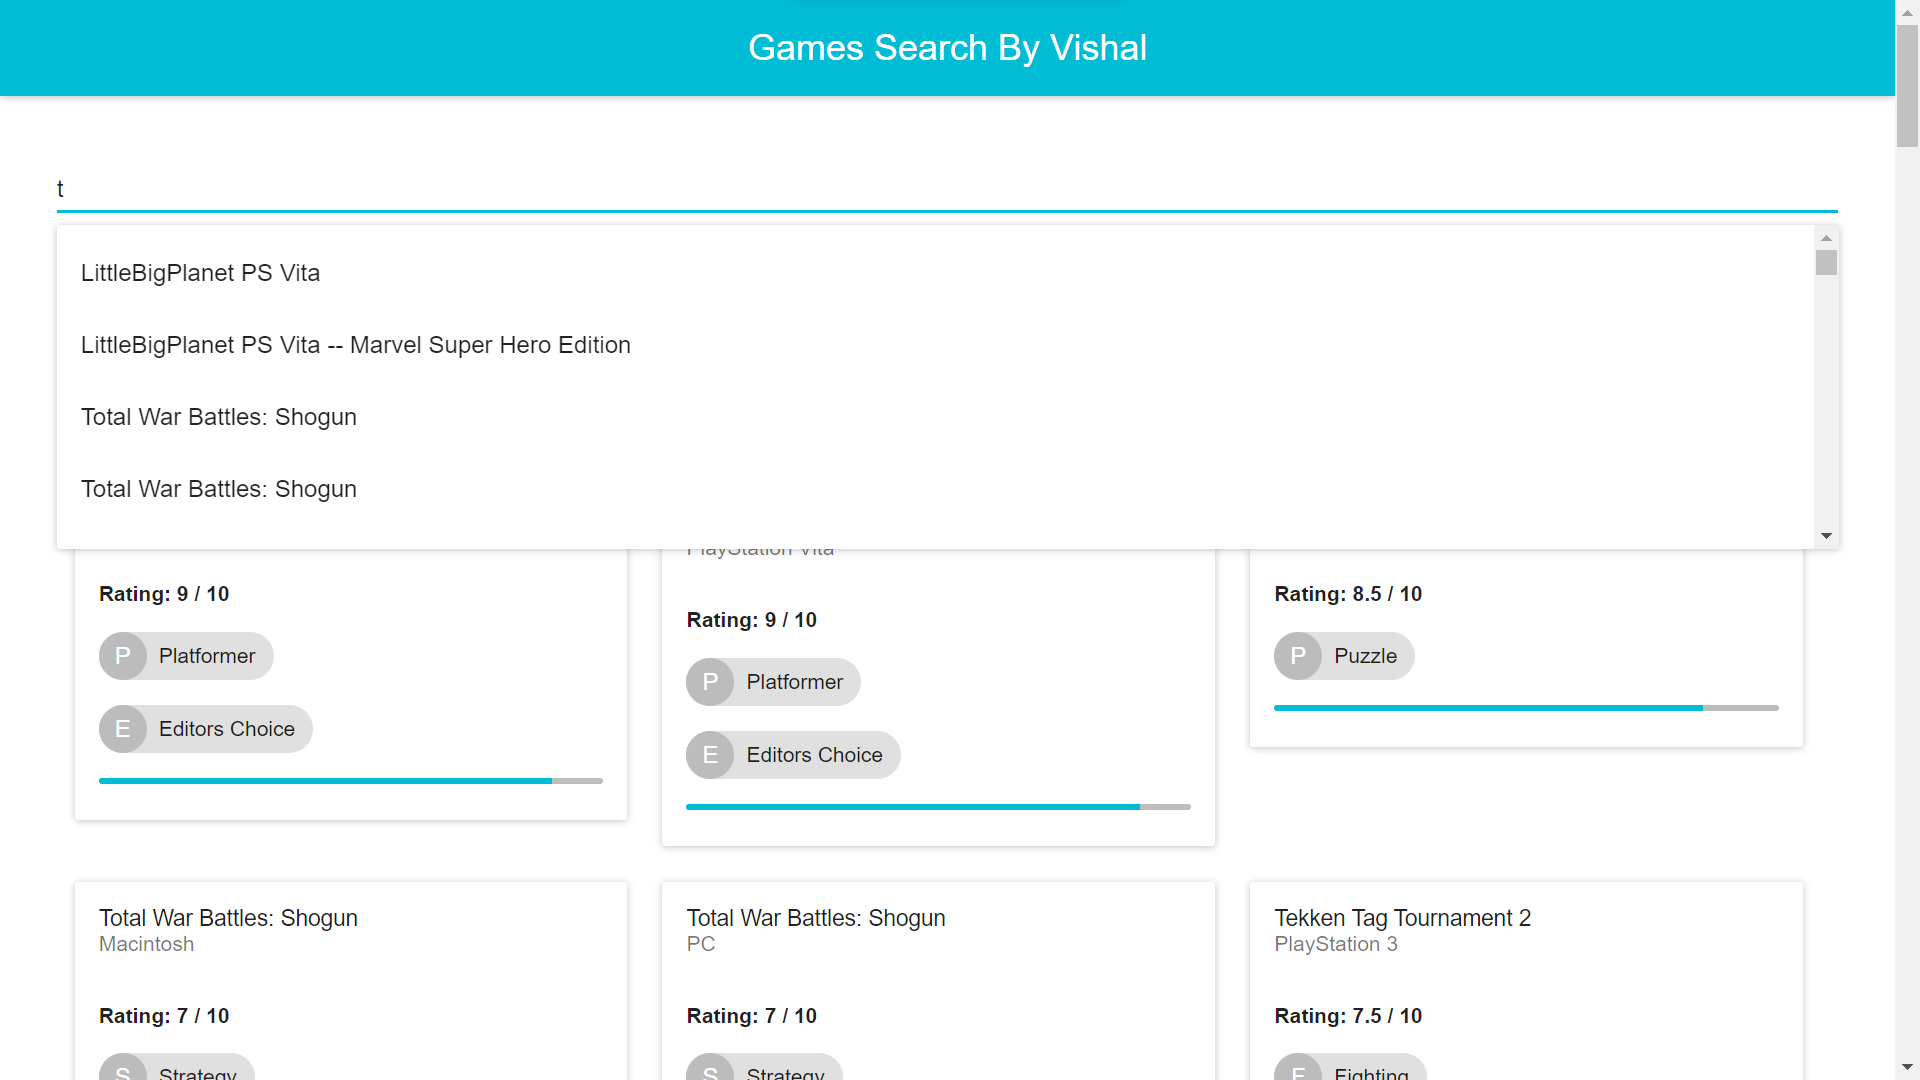 Games Search By Vishal
t
LittleBigPlanet PS Vita
LittleBigPlanet PS Vita -- Marvel Super Hero Edition
Total War Battles: Shogun
Total War Battles: Shogun
PlayStation Vita
Rating: 9 / 10
P Platformer
E Editors Choice
Rating: 9 / 10
P Platformer
E Editors Choice
Rating: 8.5 / 10
P Puzzle
Total War Battles: Shogun
Macintosh
Rating: 7 / 10
S Strategy
Total War Battles: Shogun
PC
Rating: 7 / 10
S Strategy
Tekken Tag Tournament 2
PlayStation 3
Rating: 7.5 / 10
F Fighting